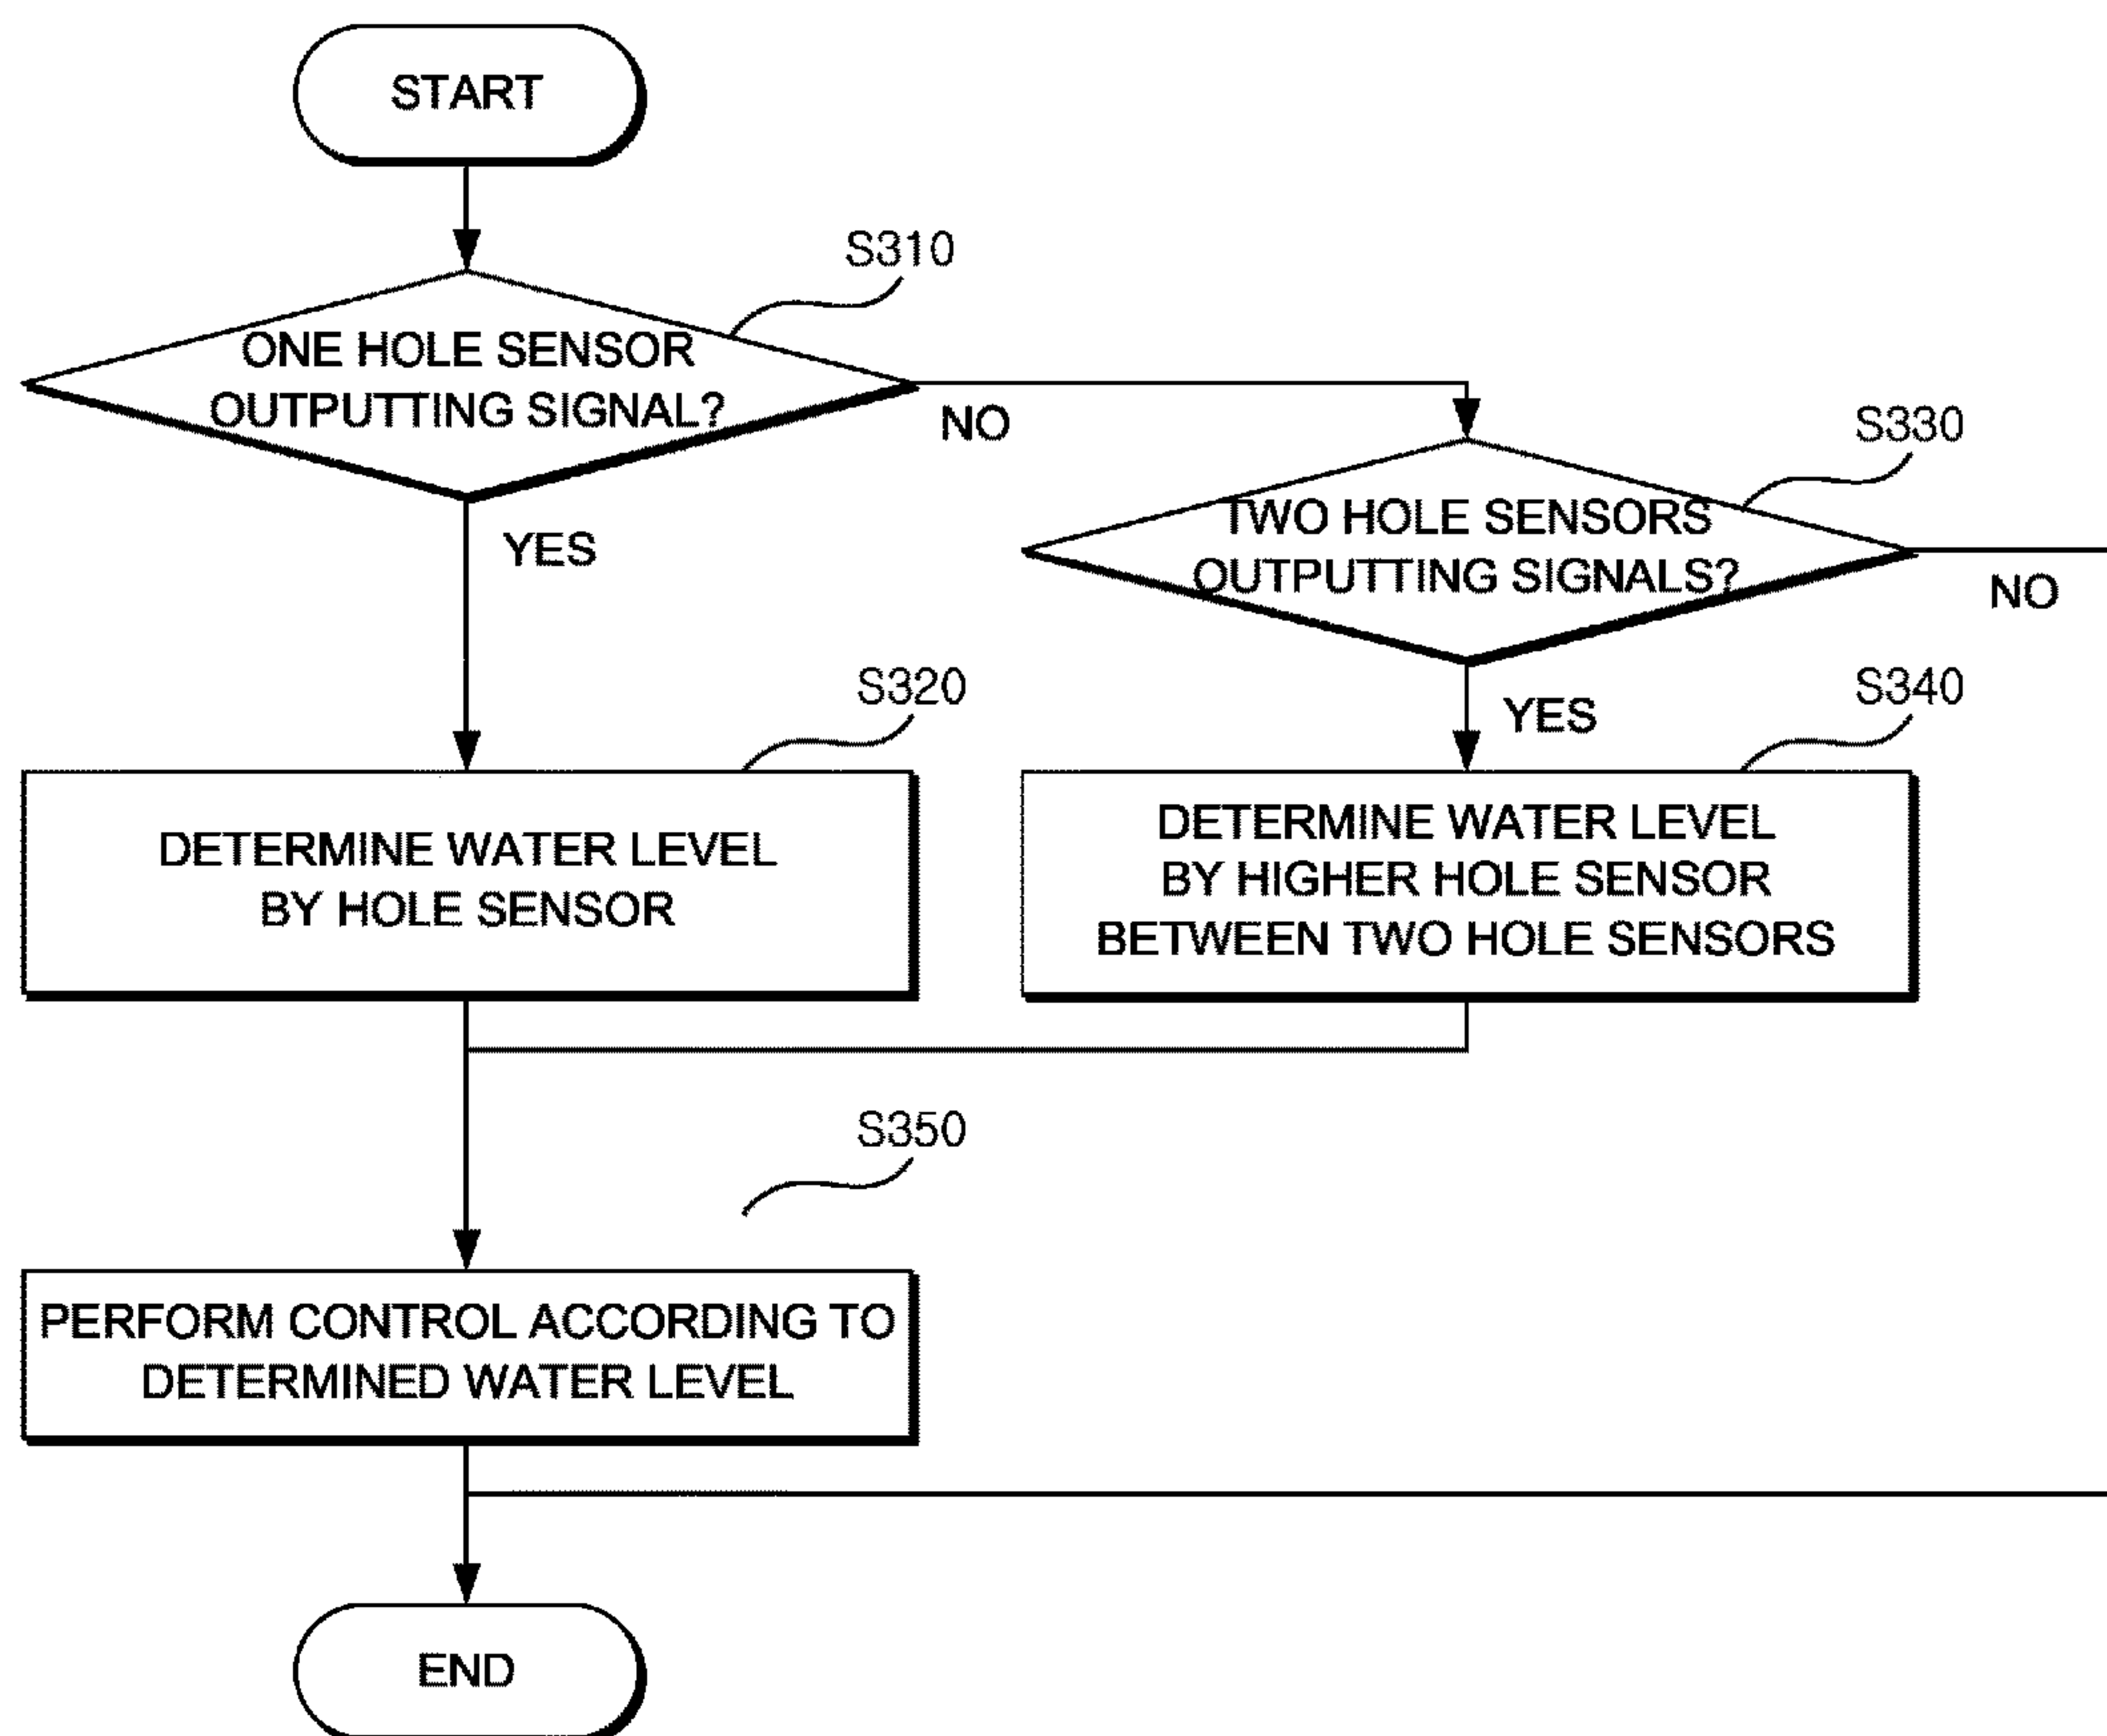 START
S310
ONE HOLE SENSOR
OUTPUTTING SIGNAL?
NO
YES
S330
TWO HOLE SENSORS
OUTPUTTING SIGNALS?
NO
YES
S320
DETERMINE WATER LEVEL
BY HOLE SENSOR
S340
DETERMINE WATER LEVEL
BY HIGHER HOLE SENSOR
BETWEEN TWO HOLE SENSORS
S350
PERFORM CONTROL ACCORDING TO
DETERMINED WATER LEVEL
END